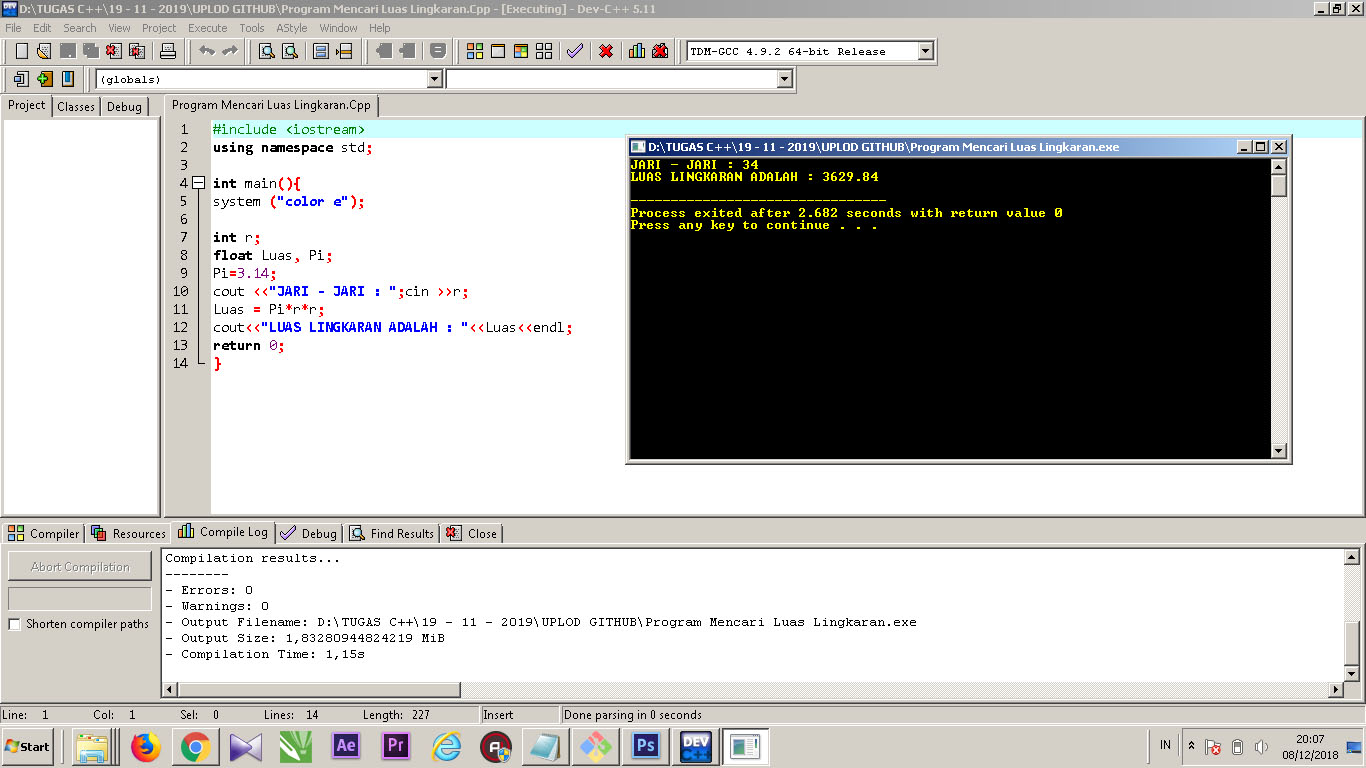 D:\TUGAS C++\19 - 11 - 2019\UPLOD GITHUB\Program Mencari Luas Lingkaran.Cpp - [Executing] - Dev-C++ 5.11
File Edit Search View Project Execute Tools AStyle Window Help
TDM-GCC 4.9.2 64-bit Release
(globals)
Project Classes Debug
Program Mencari Luas Lingkaran.Cpp
1 #include <iostream>
2 using namespace std;
3
4 int main(){
5 system ("color e");
6
7 int r;
8 float Luas, Pi;
9 Pi=3.14;
10 cout <<"JARI - JARI : ";cin >>r;
11 Luas = Pi*r*r;
12 cout<<"LUAS LINGKARAN ADALAH : "<<Luas<<endl;
13 return 0;
14 }
D:\TUGAS C++\19 - 11 - 2019\UPLOD GITHUB\Program Mencari Luas Lingkaran.exe
JARI - JARI : 34
LUAS LINGKARAN ADALAH : 3629.84
--------------------------------
Process exited after 2.682 seconds with return value 0
Press any key to continue . . .
Compiler Resources Compile Log Debug Find Results Close
Abort Compilation
Shorten compiler paths
Compilation results...
--------
- Errors: 0
- Warnings: 0
- Output Filename: D:\TUGAS C++\19 - 11 - 2019\UPLOD GITHUB\Program Mencari Luas Lingkaran.exe
- Output Size: 1,83280944824219 MiB
- Compilation Time: 1,15s
Line: 1 Col: 1 Sel: 0 Lines: 14 Length: 227 Insert Done parsing in 0 seconds
Start
Ae
Pr
Ps
DEV
IN
20:07
08/12/2018